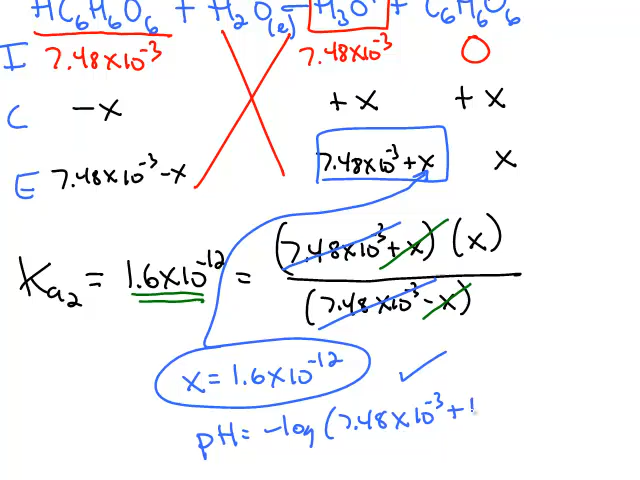 HC6H6O6 + H2O(l) ⇌ H3O+ + C6H6O6
I 7.48x10^-3 7.48x10^-3 0
C -x +x +x
E 7.48x10^-3 -x 7.48x10^-3 +x x
Ka2 = 1.6x10^-12 = (7.48x10^-3 +x) (x) / (7.48x10^-3 -x)
x = 1.6x10^-12 ✓
pH = -log (7.48x10^-3 +